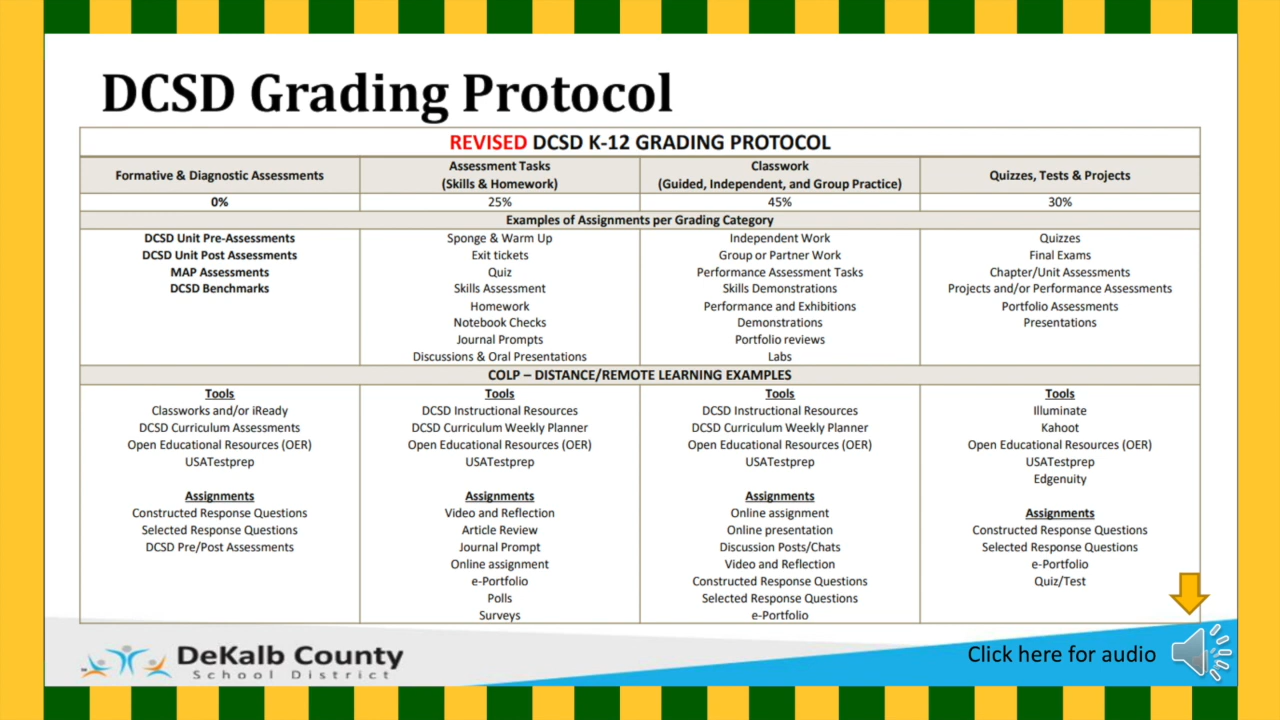 DCSD Grading Protocol
REVISED DCSD K-12 GRADING PROTOCOL
Formative & Diagnostic Assessments
Assessment Tasks
(Skills & Homework)
Classwork
(Guided, Independent, and Group Practice)
Quizzes, Tests & Projects
0%
25%
45%
30%
Examples of Assignments per Grading Category
DCSD Unit Pre-Assessments
DCSD Unit Post Assessments
MAP Assessments
DCSD Benchmarks
Sponge & Warm Up
Exit tickets
Quiz
Skills Assessment
Homework
Notebook Checks
Journal Prompts
Discussions & Oral Presentations
Independent Work
Group or Partner Work
Performance Assessment Tasks
Skills Demonstrations
Performance and Exhibitions
Demonstrations
Portfolio reviews
Labs
Quizzes
Final Exams
Chapter/Unit Assessments
Projects and/or Performance Assessments
Portfolio Assessments
Presentations
COLP – DISTANCE/REMOTE LEARNING EXAMPLES
Tools
Classworks and/or iReady
DCSD Curriculum Assessments
Open Educational Resources (OER)
USATestprep
Assignments
Constructed Response Questions
Selected Response Questions
DCSD Pre/Post Assessments
Tools
DCSD Instructional Resources
DCSD Curriculum Weekly Planner
Open Educational Resources (OER)
USATestprep
Assignments
Video and Reflection
Article Review
Journal Prompt
Online assignment
e-Portfolio
Polls
Surveys
Tools
DCSD Instructional Resources
DCSD Curriculum Weekly Planner
Open Educational Resources (OER)
USATestprep
Assignments
Online assignment
Online presentation
Discussion Posts/Chats
Video and Reflection
Constructed Response Questions
Selected Response Questions
e-Portfolio
Tools
Illuminate
Kahoot
Open Educational Resources (OER)
USATestprep
Edgenuity
Assignments
Constructed Response Questions
Selected Response Questions
e-Portfolio
Quiz/Test
DeKalb County
School District
Click here for audio